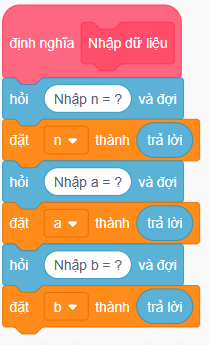 định nghĩa Nhập dữ liệu
hỏi Nhập n = ? và đợi
đặt n thành trả lời
hỏi Nhập a = ? và đợi
đặt a thành trả lời
hỏi Nhập b = ? và đợi
đặt b thành trả lời